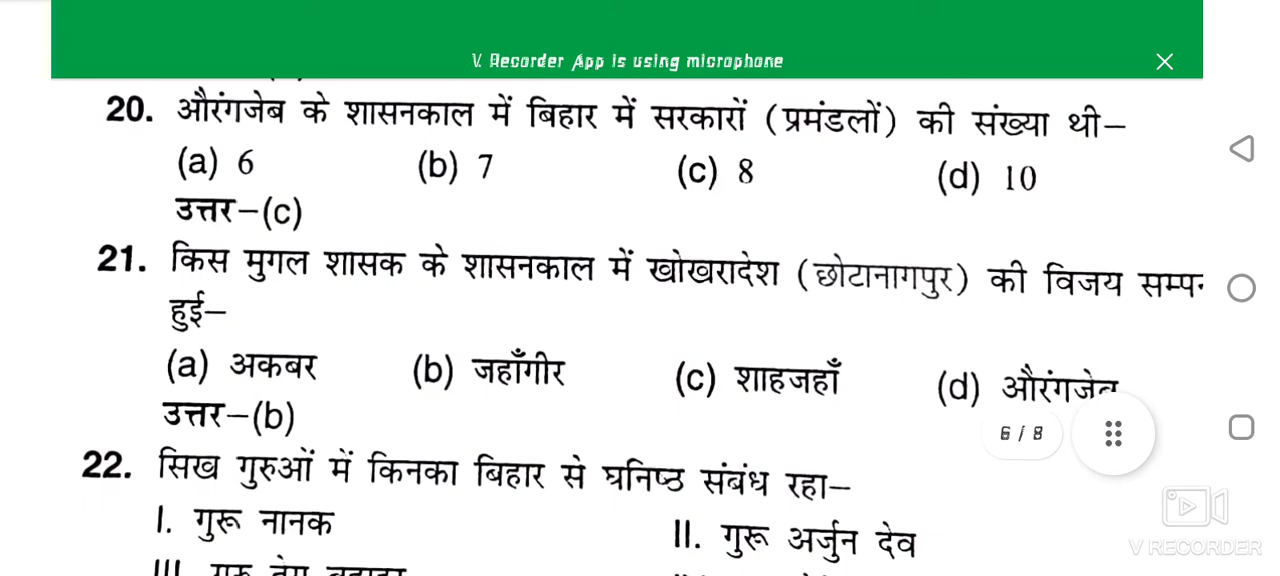 V. Recorder App is using microphone
20. औरंगजेब के शासनकाल में बिहार में सरकारों (प्रमंडलों) की संख्या थी–
(a) 6 (b) 7 (c) 8 (d) 10
उत्तर–(c)
21. किस मुगल शासक के शासनकाल में खोखरादेश (छोटानागपुर) की विजय
हुई–
(a) अकबर (b) जहाँगीर (c) शाहजहाँ (d) औरंगजेब
उत्तर–(b)
6 / 8
22. सिख गुरुओं में किनका बिहार से घनिष्ठ संबंध रहा–
I. गुरू नानक II. गुरू अर्जुन देव
III.
V RECORDER